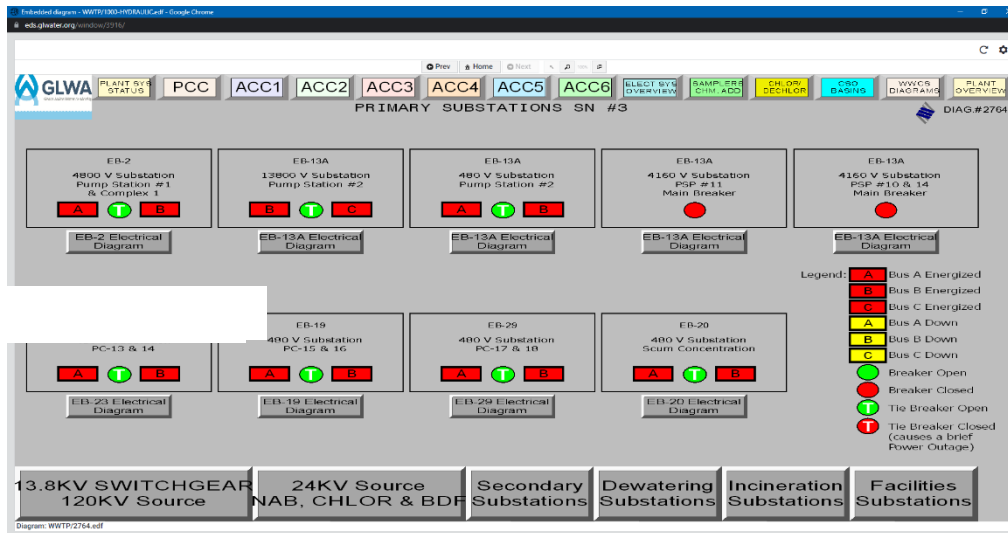 Embedded diagram - WWTP/1000-HYDRAULIC.edf - Google Chrome
eds.glwater.org/window/3916/
Prev Home Next
GLWA
PLANT SYS
STATUS
PCC
ACC1
ACC2
ACC3
ACC4
ACC5
ACC6
ELECT SYS
OVERVIEW
SAMPLERS
CHM. ADD
CHLOR/
DECHLOR
CSO
BASINS
WWCS
DIAGRAMS
PLANT
OVERVIEW
PRIMARY SUBSTATIONS SN #3
DIAG.#2764
EB-2
4800 V Substation
Pump Station #1
& Complex 1
A T B
EB-2 Electrical
Diagram
EB-13A
13800 V Substation
Pump Station #2
B T C
EB-13A Electrical
Diagram
EB-13A
480 V Substation
Pump Station #2
A T B
EB-13A Electrical
Diagram
EB-13A
4160 V Substation
PSP #11
Main Breaker
EB-13A Electrical
Diagram
EB-13A
4160 V Substation
PSP #10 & 14
Main Breaker
EB-13A Electrical
Diagram
Legend:
A Bus A Energized
B Bus B Energized
C Bus C Energized
A Bus A Down
B Bus B Down
C Bus C Down
Breaker Open
Breaker Closed
T Tie Breaker Open
T Tie Breaker Closed
(causes a brief
Power Outage)
PC-13 & 14
A T B
EB-23 Electrical
Diagram
EB-19
480 V Substation
PC-15 & 16
A T B
EB-19 Electrical
Diagram
EB-29
480 V Substation
PC-17 & 18
A T B
EB-29 Electrical
Diagram
EB-20
480 V Substation
Scum Concentration
A T B
EB-20 Electrical
Diagram
13.8KV SWITCHGEAR
120KV Source
24KV Source
NAB, CHLOR & BDF
Secondary
Substations
Dewatering
Substations
Incineration
Substations
Facilities
Substations
Diagram: WWTP/2764.edf